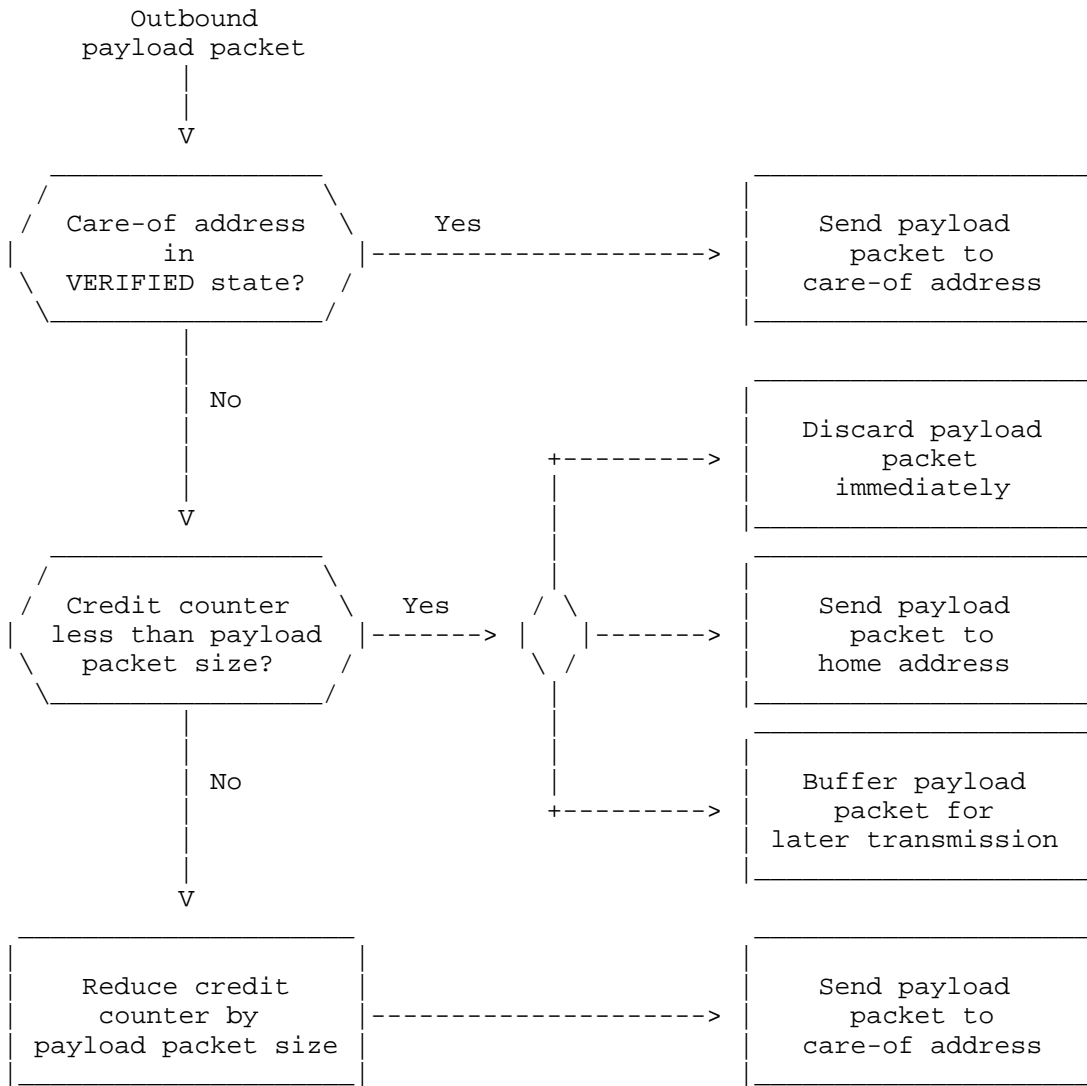 Outbound
payload packet
Care-of address
in
VERIFIED state?
Yes
Send payload
packet to
care-of address
No
Discard payload
packet
immediately
Credit counter
less than payload
packet size?
Yes
Send payload
packet to
home address
No
Buffer payload
packet for
later transmission
Reduce credit
counter by
payload packet size
Send payload
packet to
care-of address